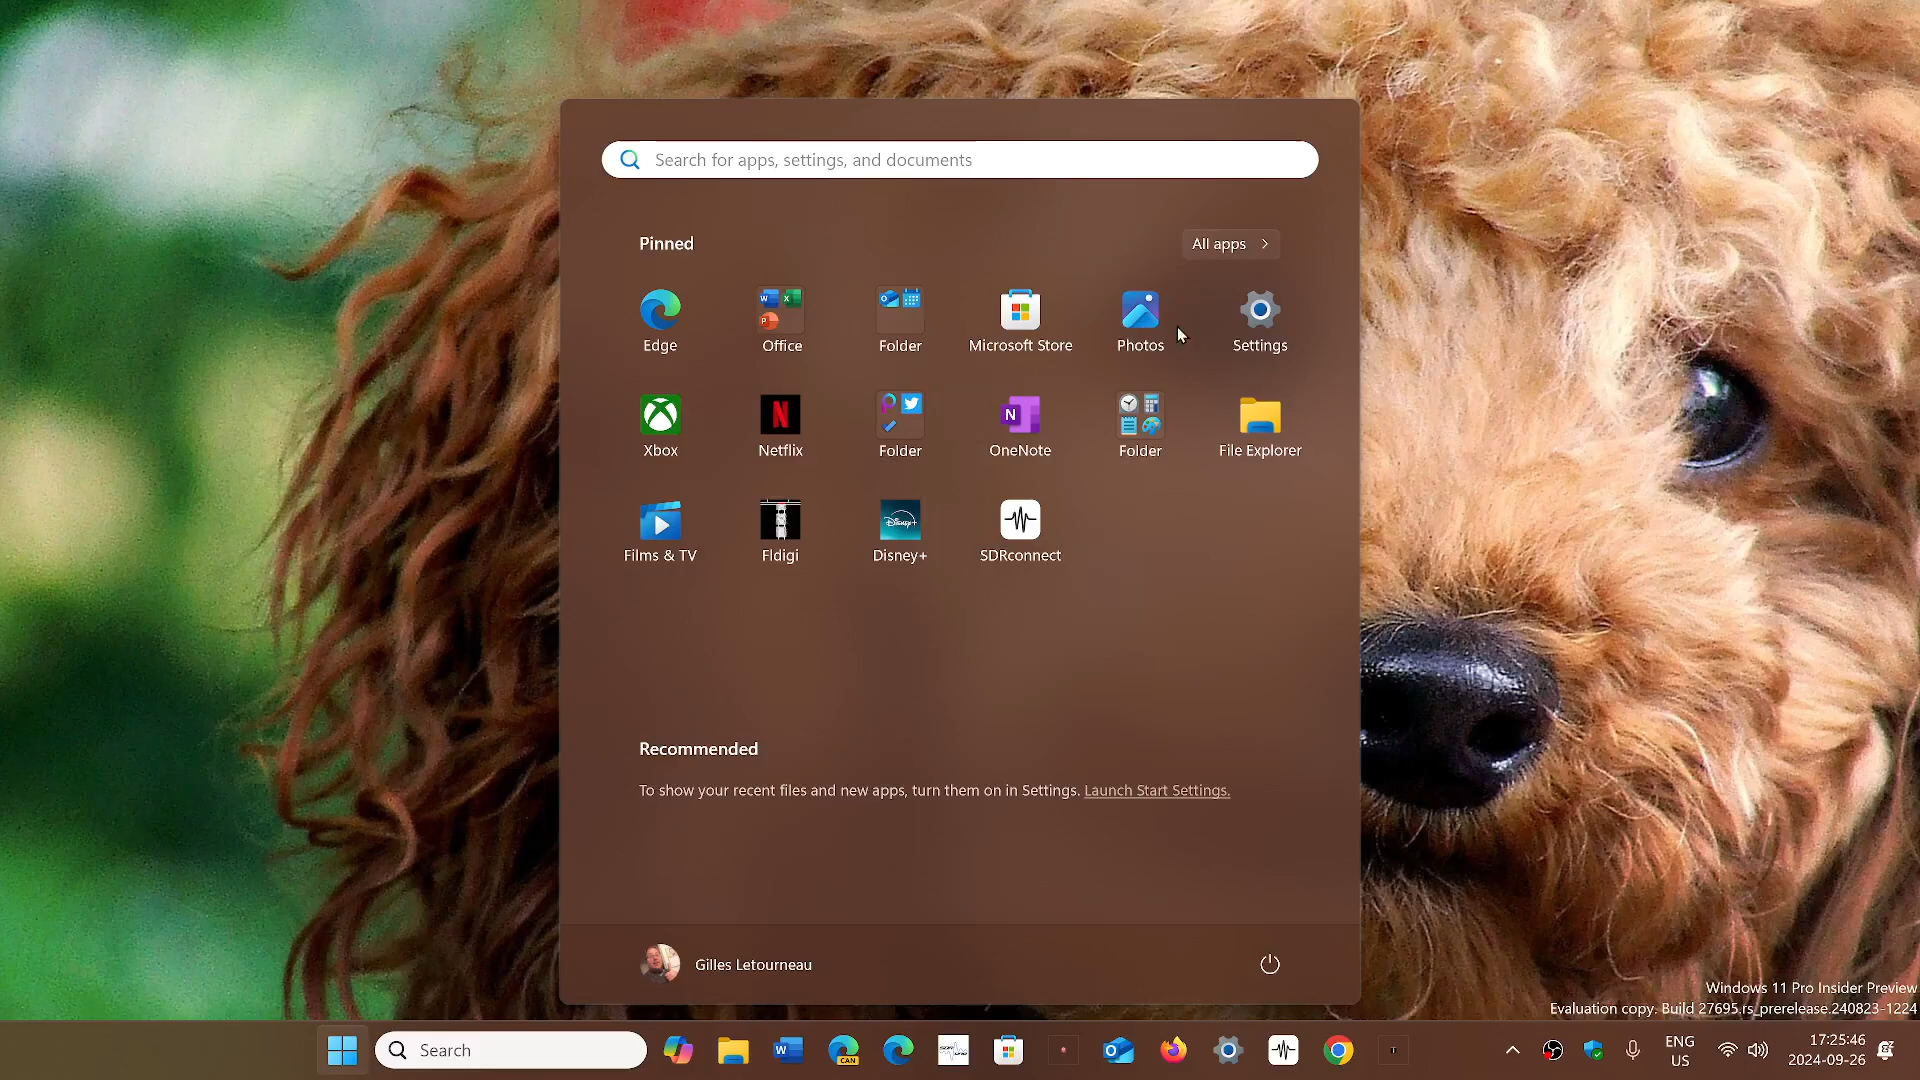 Search for apps, settings, and documents
Pinned
All apps
Edge
Office
Folder
Microsoft Store
Photos
Settings
Xbox
Netflix
Folder
OneNote
Folder
File Explorer
Films & TV
Fldigi
Disney+
SDRconnect
Recommended
To show your recent files and new apps, turn them on in Settings. Launch Start Settings.
Gilles Letourneau
Windows 11 Pro Insider Preview
Evaluation copy. Build 27695.rs_prerelease.240823-1224
Search
CAN
ENG
US
17:25:46
2024-09-26